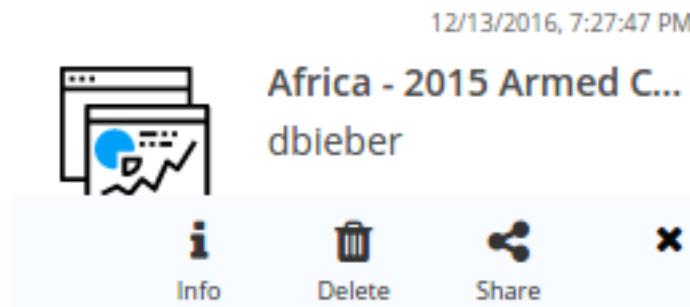 12/13/2016, 7:27:47 PM
Africa - 2015 Armed C...
dbieber
Info Delete Share